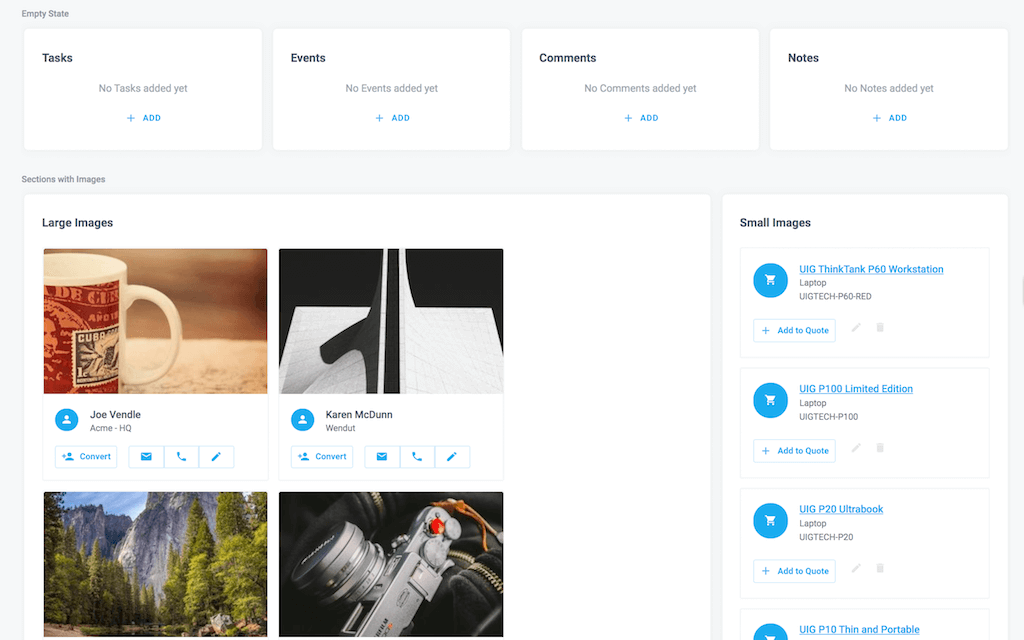 Empty State
Tasks
No Tasks added yet
+ ADD
Events
No Events added yet
+ ADD
Comments
No Comments added yet
+ ADD
Notes
No Notes added yet
+ ADD
Sections with Images
Large Images
DE CU
CUBA
1c
Joe Vendle
Acme - HQ
Convert
Karen McDunn
Wendut
Convert
Small Images
UIG ThinkTank P60 Workstation
Laptop
UIGTECH-P60-RED
+ Add to Quote
UIG P100 Limited Edition
Laptop
UIGTECH-P100
+ Add to Quote
UIG P20 Ultrabook
Laptop
UIGTECH-P20
+ Add to Quote
UIG P10 Thin and Portable